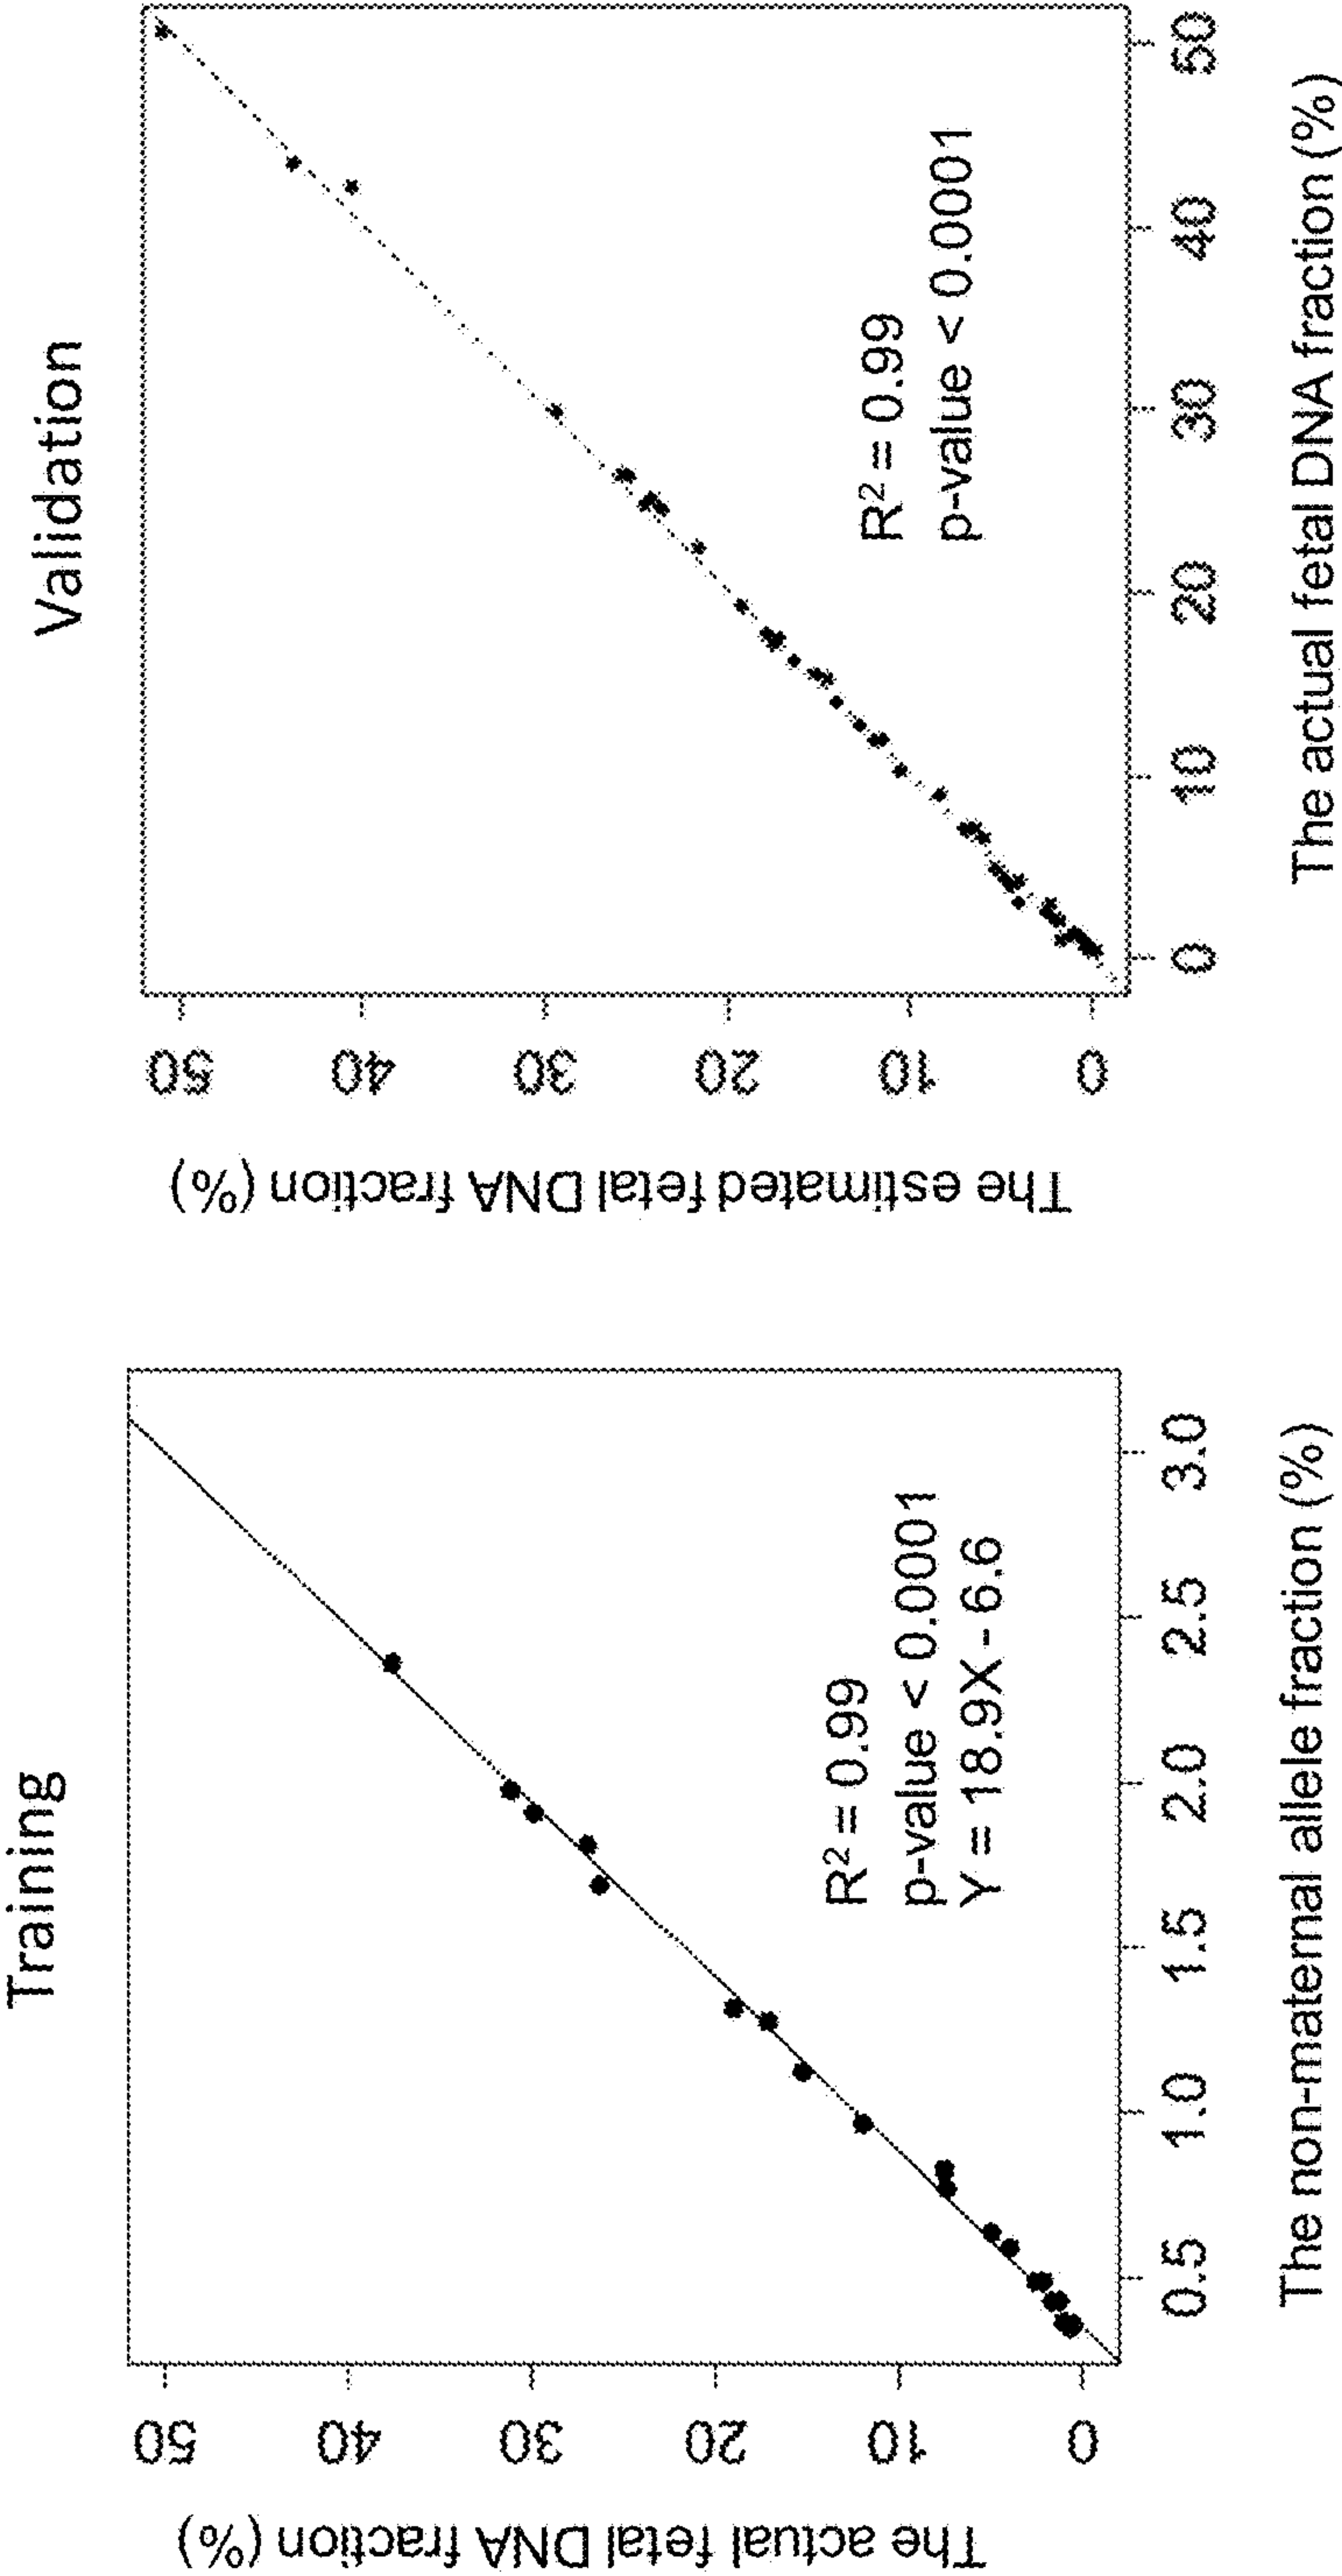 Training
The actual fetal DNA fraction (%)
50
40
30
20
10
0
R² = 0.99
p-value < 0.0001
Y = 18.9X - 6.6
0.5 1.0 1.5 2.0 2.5 3.0
The non-maternal allele fraction (%)
Validation
The estimated fetal DNA fraction (%)
50
40
30
20
10
0
R² = 0.99
p-value < 0.0001
0 10 20 30 40 50
The actual fetal DNA fraction (%)